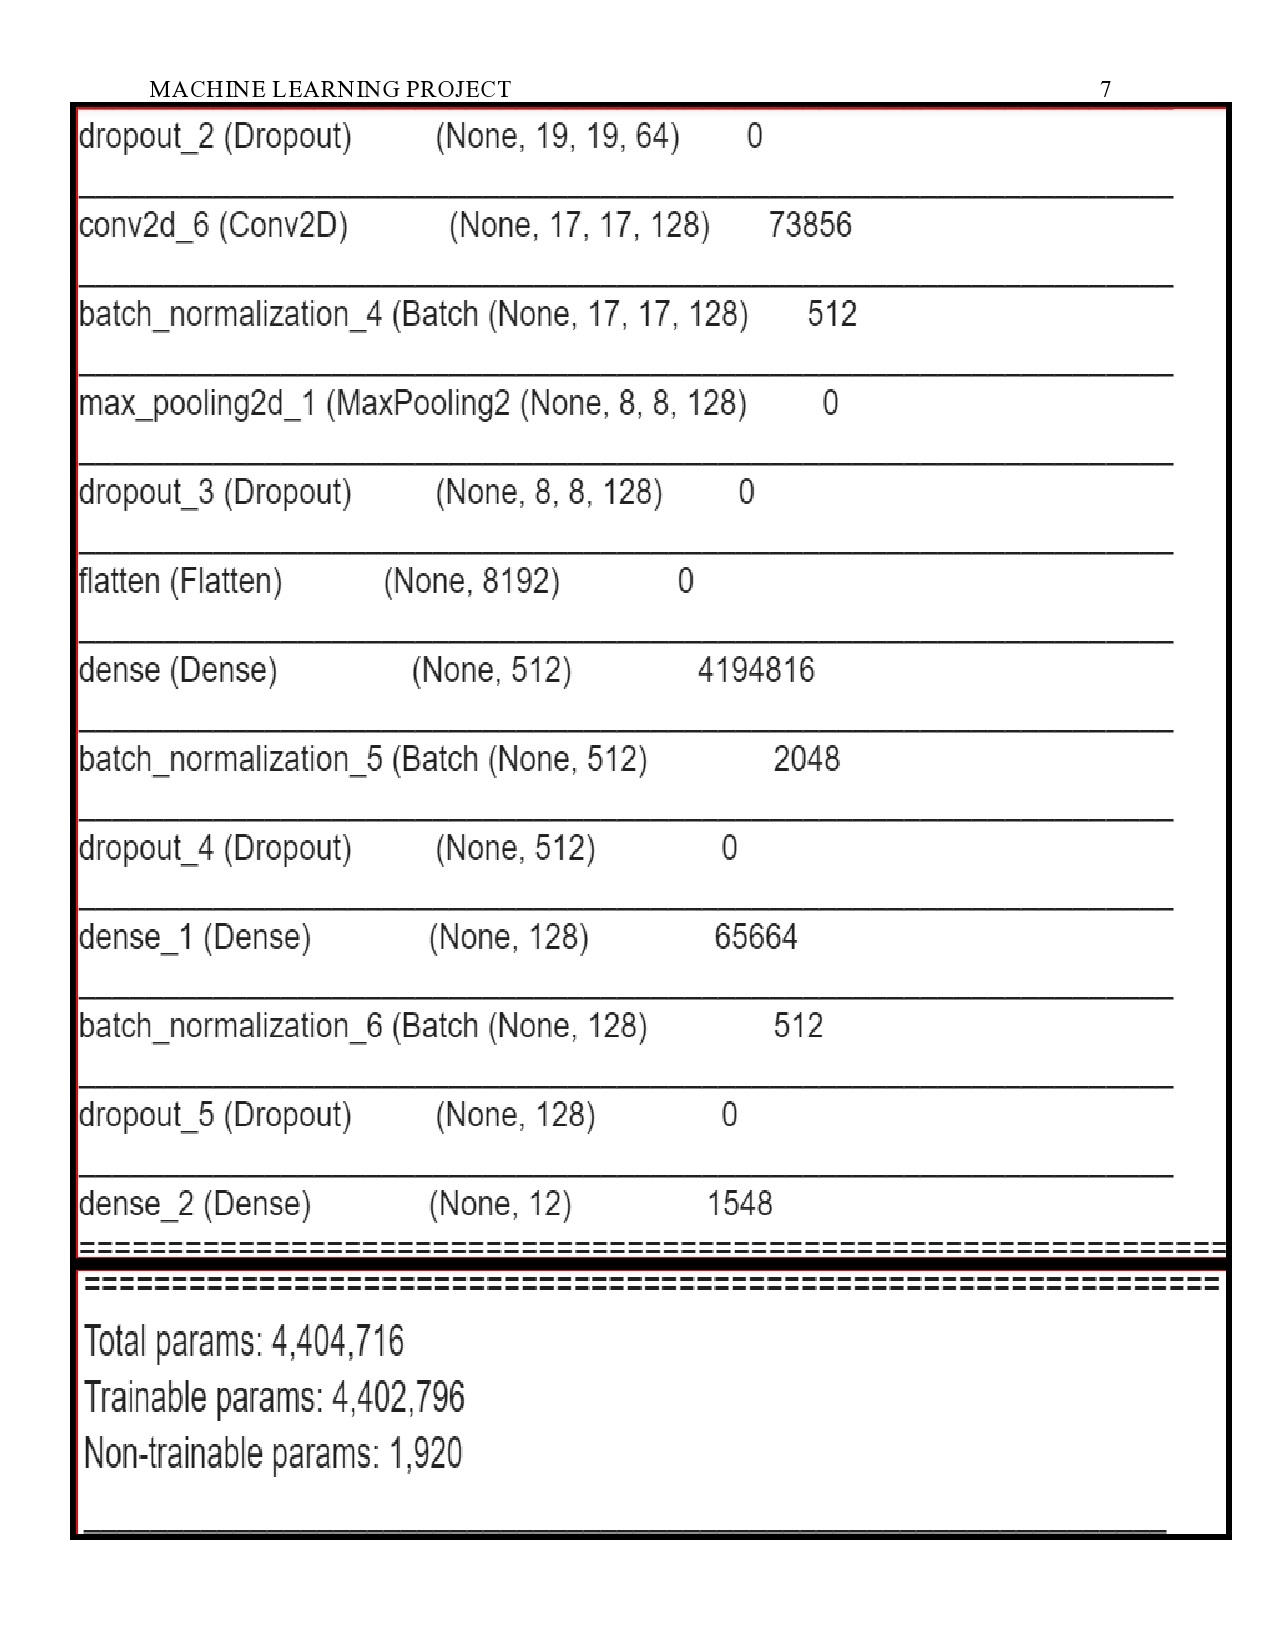 MACHINE LEARNING PROJECT 7
dropout_2 (Dropout) (None, 19, 19, 64) 0
conv2d_6 (Conv2D) (None, 17, 17, 128) 73856
batch_normalization_4 (Batch (None, 17, 17, 128) 512
max_pooling2d_1 (MaxPooling2 (None, 8, 8, 128) 0
dropout_3 (Dropout) (None, 8, 8, 128) 0
flatten (Flatten) (None, 8192) 0
dense (Dense) (None, 512) 4194816
batch_normalization_5 (Batch (None, 512) 2048
dropout_4 (Dropout) (None, 512) 0
dense_1 (Dense) (None, 128) 65664
batch_normalization_6 (Batch (None, 128) 512
dropout_5 (Dropout) (None, 128) 0
dense_2 (Dense) (None, 12) 1548
=================================================================
=================================================================
Total params: 4,404,716
Trainable params: 4,402,796
Non-trainable params: 1,920